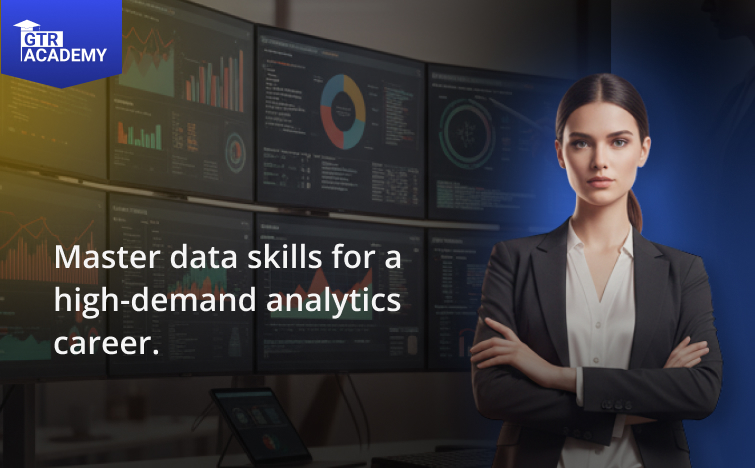 GTR
ACADEMY
Master data skills for a
high-demand analytics
career.